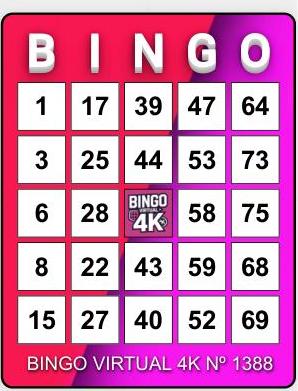 B I N G O
1 17 39 47 64
3 25 44 53 73
6 28 BINGO VIRTUAL 4K 58 75
8 22 43 59 68
15 27 40 52 69
BINGO VIRTUAL 4K Nº 1388